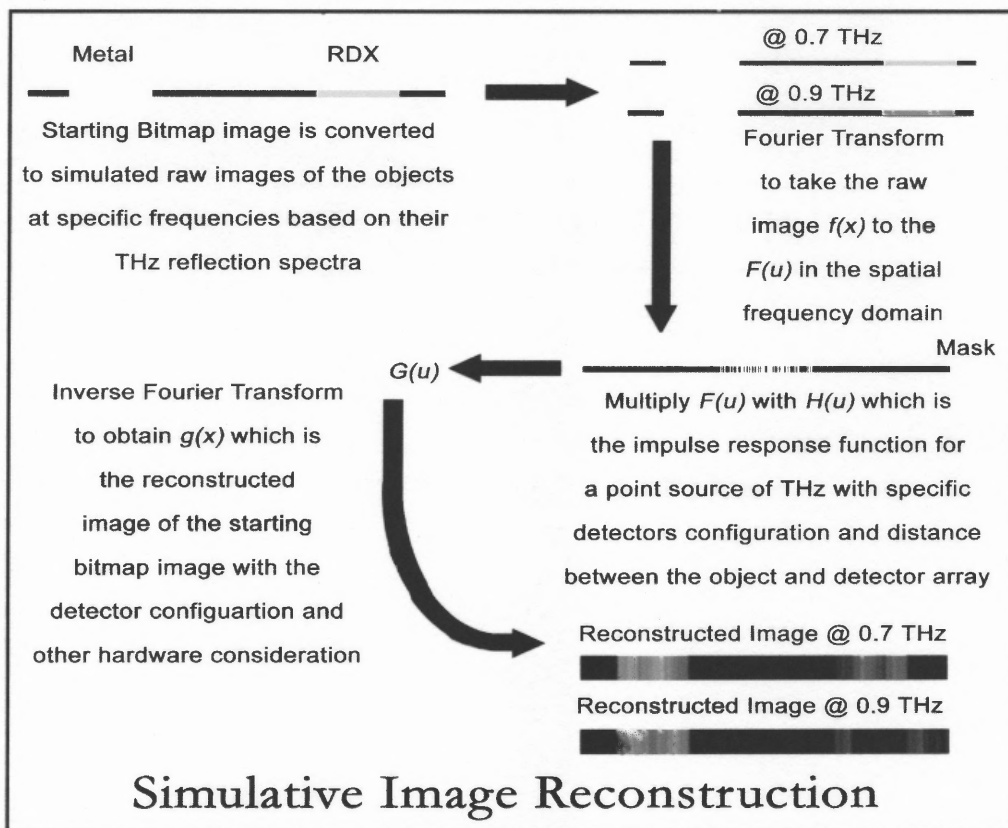 Metal
RDX
Starting Bitmap image is converted
to simulated raw images of the objects
at specific frequencies based on their
THz reflection spectra
@ 0.7 THz
@ 0.9 THz
Fourier Transform
to take the raw
image f(x) to the
F(u) in the spatial
frequency domain
Mask
Multiply F(u) with H(u) which is
the impulse response function for
a point source of THz with specific
detectors configuration and distance
between the object and detector array
G(u)
Inverse Fourier Transform
to obtain g(x) which is
the reconstructed
image of the starting
bitmap image with the
detector configuartion and
other hardware consideration
Reconstructed Image @ 0.7 THz
Reconstructed Image @ 0.9 THz
Simulative Image Reconstruction